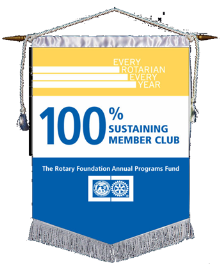 EVERY
ROTARIAN
EVERY
YEAR
100%
SUSTAINING
MEMBER CLUB
The Rotary Foundation Annual Programs Fund